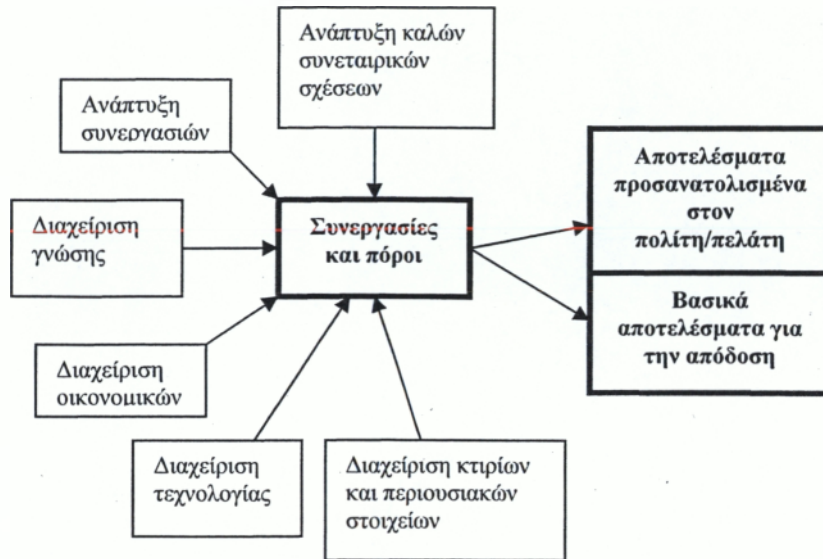 Ανάπτυξη καλών
συνεταιρικών
σχέσεων
Ανάπτυξη
συνεργασιών
Αποτελέσματα
προσανατολισμένα
στον
πολίτη/πελάτη
Διαχείριση
γνώσης
Συνεργασίες
και πόροι
Βασικά
αποτελέσματα για
την απόδοση
Διαχείριση
οικονομικών
Διαχείριση
τεχνολογίας
Διαχείριση κτιρίων
και περιουσιακών
στοιχείων